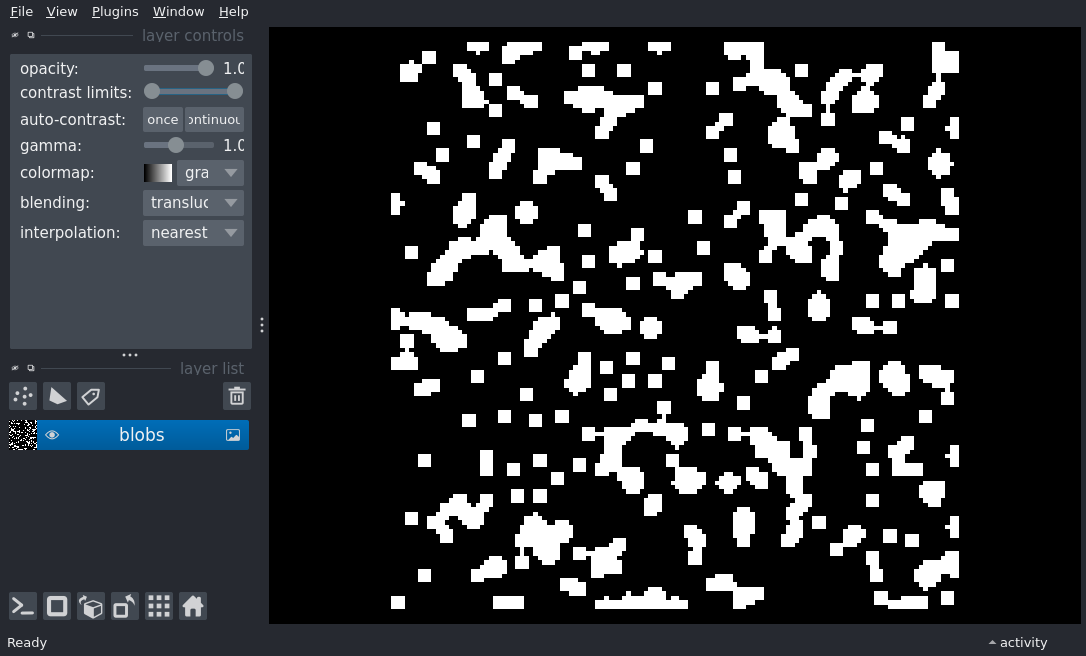 File View Plugins Window Help
layer controls
opacity: 1.0
contrast limits:
auto-contrast: once ontinuou
gamma: 1.0
colormap: gra
blending: transluc
interpolation: nearest
layer list
blobs
Ready activity